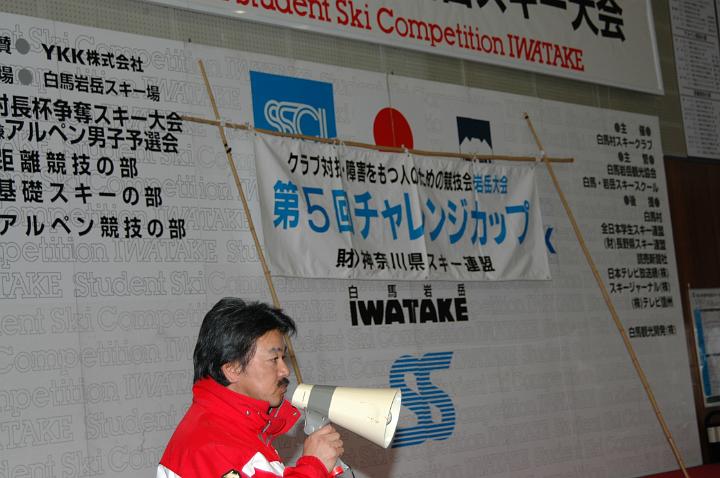 スキー大会
Student Ski Competition IWATAKE
YKK株式会社
白馬岩岳スキー場
村長杯争奪スキー大会
アルペン男子予選会
距離競技の部
基礎スキーの部
アルペン競技の部
クラブ対抗・障害をもつ人のための競技会 岩岳大会
第5回チャレンジカップ
財)神奈川県スキー連盟
白馬岩岳
IWATAKE
●主催●
白馬村スキークラブ
●主管●
白馬岩岳観光協会
白馬・岩岳スキースクール
●後援●
白馬村
全日本学生スキー連盟
(財)長野県スキー連盟
読売新聞社
日本テレビ放送網(株)
スキージャーナル(株)
(株)テレビ信州
白馬観光開発(株)
Student Ski Competition IWATAKE